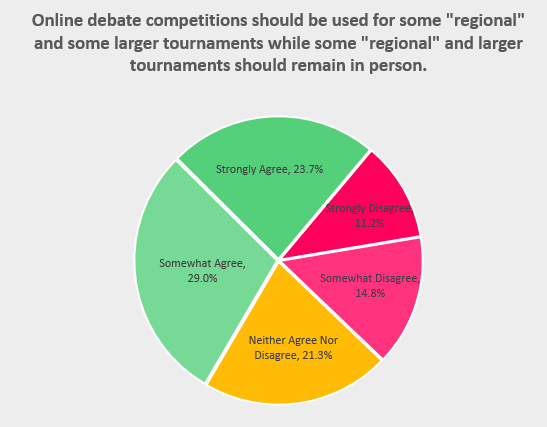 Online debate competitions should be used for some "regional"
and some larger tournaments while some "regional" and larger
tournaments should remain in person.
Strongly Agree, 23.7%
Strongly Disagree,
11.2%
Somewhat Agree,
29.0%
Somewhat Disagree,
14.8%
Neither Agree Nor
Disagree, 21.3%